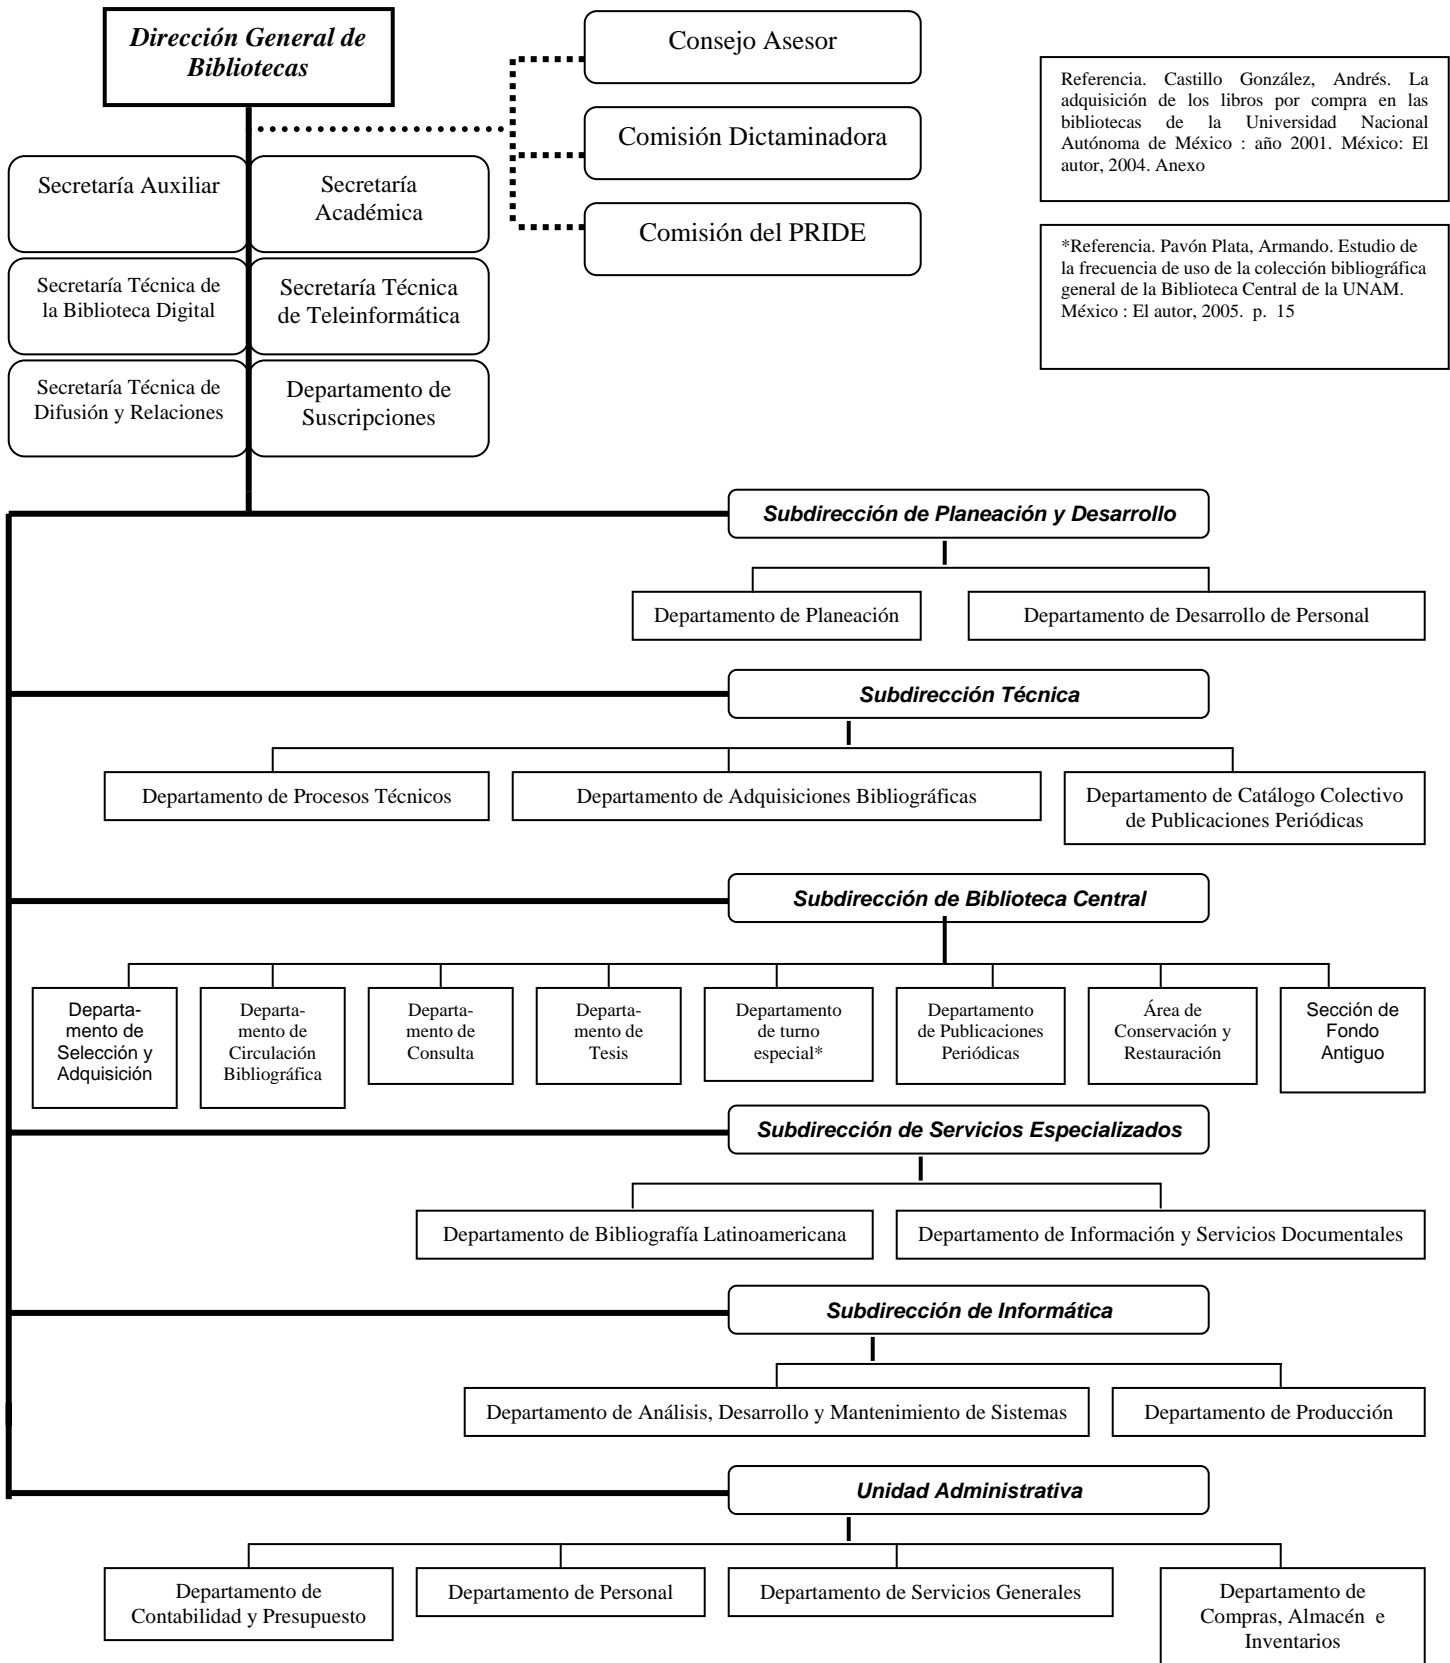 Dirección General de
Bibliotecas
Consejo Asesor
Comisión Dictaminadora
Comisión del PRIDE
Referencia. Castillo González, Andrés. La
adquisición de los libros por compra en las
bibliotecas de la Universidad Nacional
Autónoma de México : año 2001. México: El
autor, 2004. Anexo
*Referencia. Pavón Plata, Armando. Estudio de
la frecuencia de uso de la colección bibliográfica
general de la Biblioteca Central de la UNAM.
México : El autor, 2005. p. 15
Secretaría Auxiliar
Secretaría
Académica
Secretaría Técnica de
la Biblioteca Digital
Secretaría Técnica
de Teleinformática
Secretaría Técnica de
Difusión y Relaciones
Departamento de
Suscripciones
Subdirección de Planeación y Desarrollo
Departamento de Planeación
Departamento de Desarrollo de Personal
Subdirección Técnica
Departamento de Procesos Técnicos
Departamento de Adquisiciones Bibliográficas
Departamento de Catálogo Colectivo
de Publicaciones Periódicas
Subdirección de Biblioteca Central
Departa-
mento de
Selección y
Adquisición
Departa-
mento de
Circulación
Bibliográfica
Departa-
mento de
Consulta
Departa-
mento de
Tesis
Departamento
de turno
especial*
Departamento
de Publicaciones
Periódicas
Área de
Conservación y
Restauración
Sección de
Fondo
Antiguo
Subdirección de Servicios Especializados
Departamento de Bibliografía Latinoamericana
Departamento de Información y Servicios Documentales
Subdirección de Informática
Departamento de Análisis, Desarrollo y Mantenimiento de Sistemas
Departamento de Producción
Unidad Administrativa
Departamento de
Contabilidad y Presupuesto
Departamento de Personal
Departamento de Servicios Generales
Departamento de
Compras, Almacén e
Inventarios